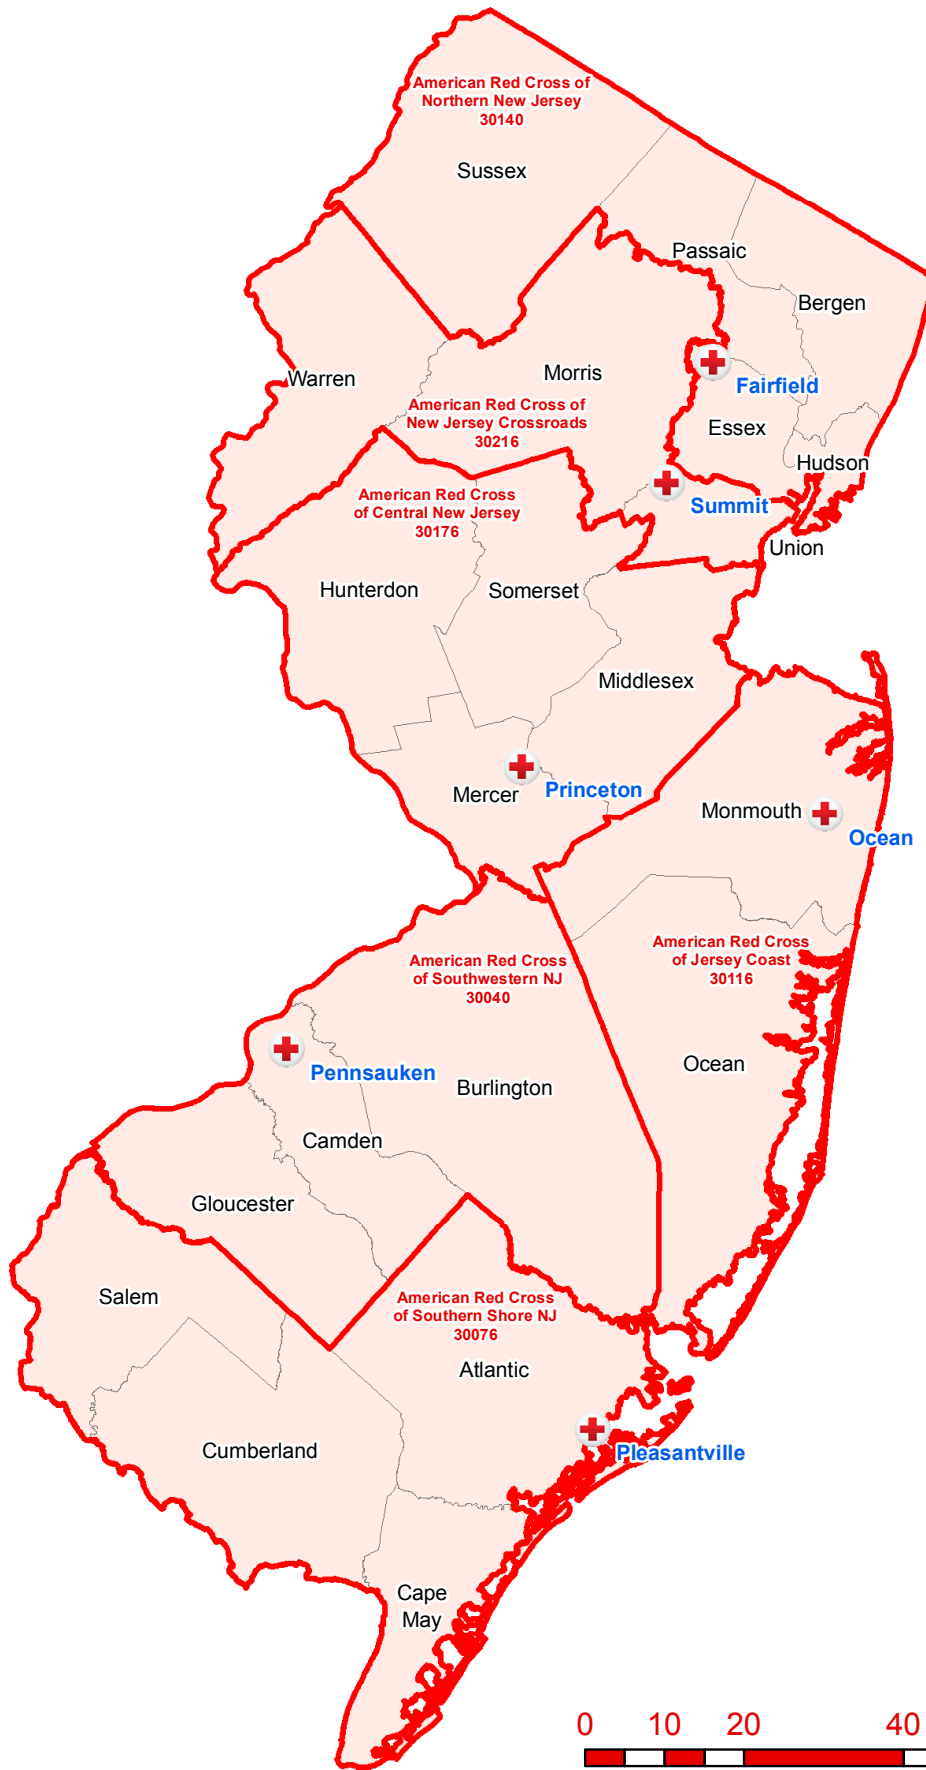 American Red Cross of
Northern New Jersey
30140
Sussex
Passaic
Bergen
Warren
Morris
Fairfield
American Red Cross of
New Jersey Crossroads
30216
Essex
Hudson
American Red Cross
of Central New Jersey
30176
Summit
Union
Hunterdon
Somerset
Middlesex
Mercer
Princeton
Monmouth
Ocean
American Red Cross
of Southwestern NJ
30040
American Red Cross
of Jersey Coast
30116
Pennsauken
Burlington
Ocean
Camden
Gloucester
Salem
American Red Cross
of Southern Shore NJ
30076
Atlantic
Cumberland
Pleasantville
Cape
May
0 10 20 40